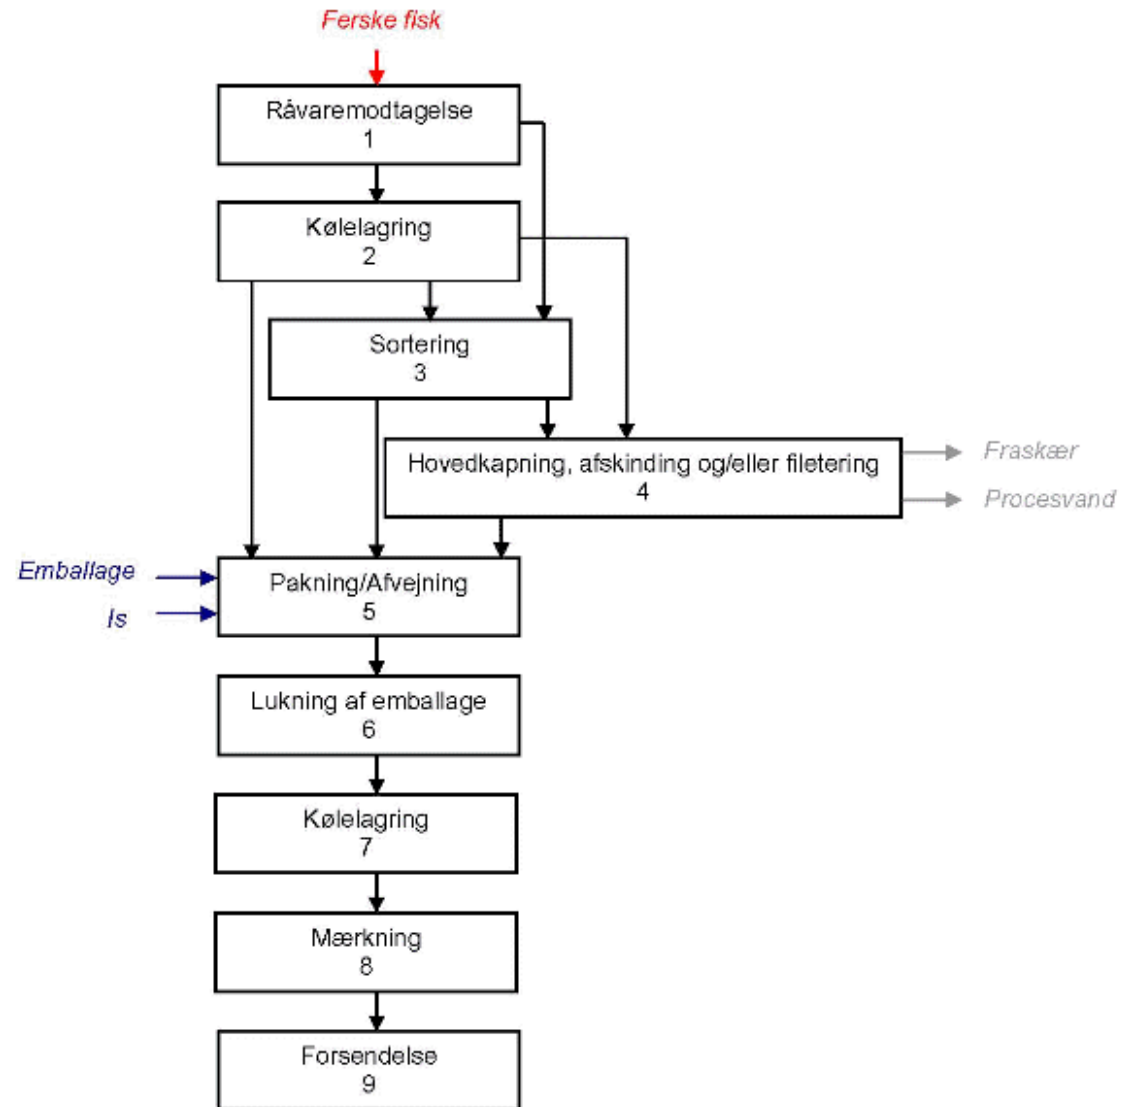 Ferske fisk
Råvaremodtagelse
1
Kølelagring
2
Sortering
3
Hovedkapning, afskinding og/eller filetering
4
Fraskær
Procesvand
Emballage
Is
Pakning/Afvejning
5
Lukning af emballage
6
Kølelagring
7
Mærkning
8
Forsendelse
9